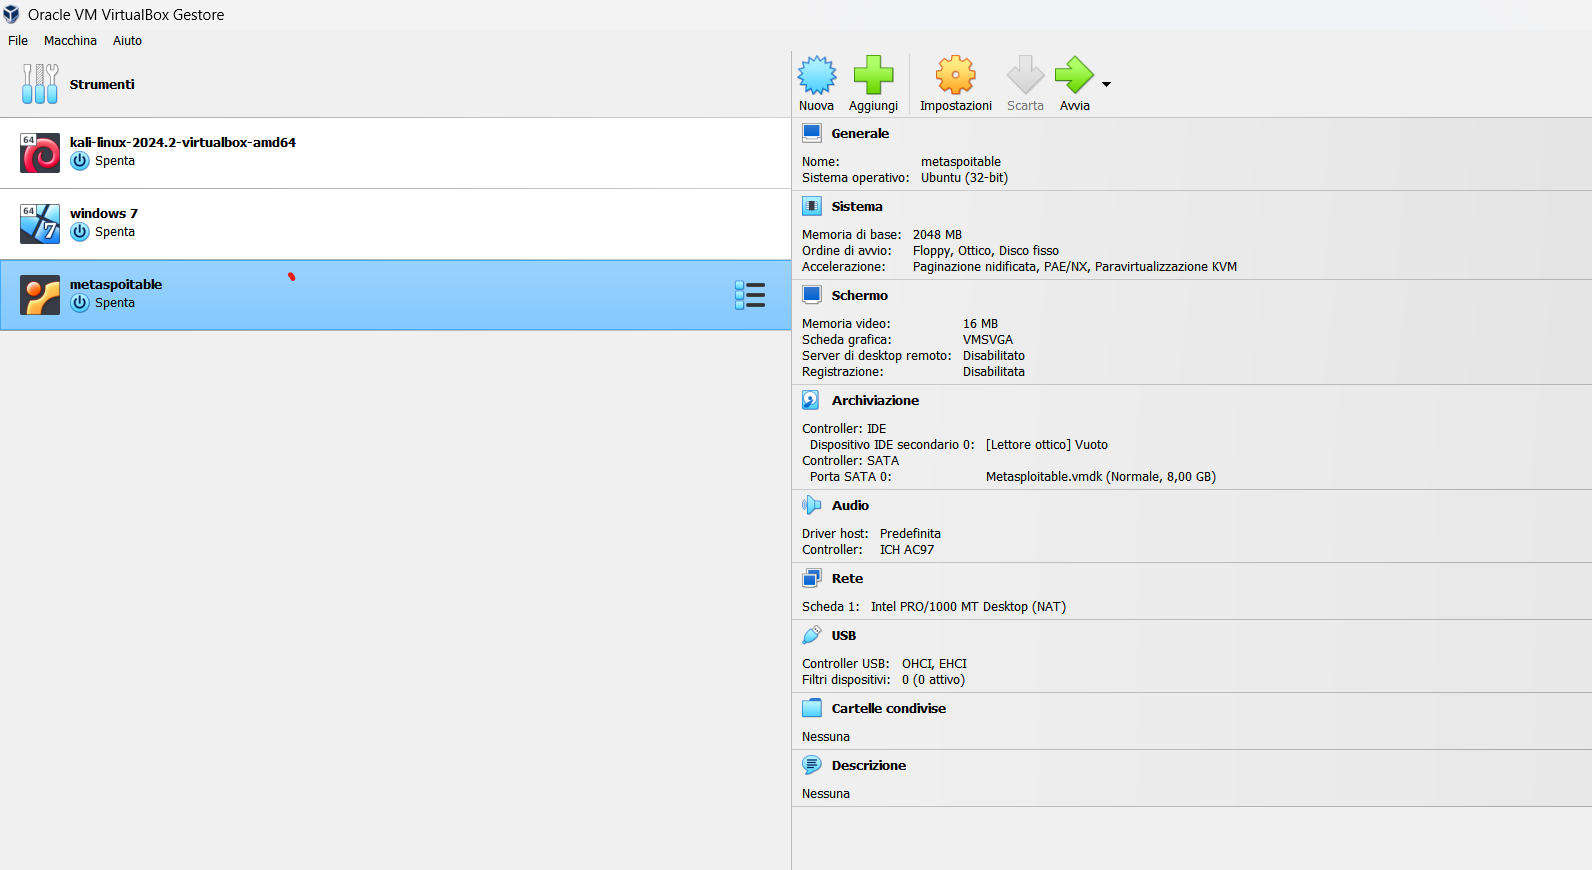 Oracle VM VirtualBox Gestore
File Macchina Aiuto
Strumenti
64
kali-linux-2024.2-virtualbox-amd64
Spenta
64
7
windows 7
Spenta
metaspoitable
Spenta
Nuova Aggiungi Impostazioni Scarta Avvia
Generale
Nome: metaspoitable
Sistema operativo: Ubuntu (32-bit)
Sistema
Memoria di base: 2048 MB
Ordine di avvio: Floppy, Ottico, Disco fisso
Accelerazione: Paginazione nidificata, PAE/NX, Paravirtualizzazione KVM
Schermo
Memoria video: 16 MB
Scheda grafica: VMSVGA
Server di desktop remoto: Disabilitato
Registrazione: Disabilitata
Archiviazione
Controller: IDE
Dispositivo IDE secondario 0: [Lettore ottico] Vuoto
Controller: SATA
Porta SATA 0: Metasploitable.vmdk (Normale, 8,00 GB)
Audio
Driver host: Predefinita
Controller: ICH AC97
Rete
Scheda 1: Intel PRO/1000 MT Desktop (NAT)
USB
Controller USB: OHCI, EHCI
Filtri dispositivi: 0 (0 attivo)
Cartelle condivise
Nessuna
Descrizione
Nessuna